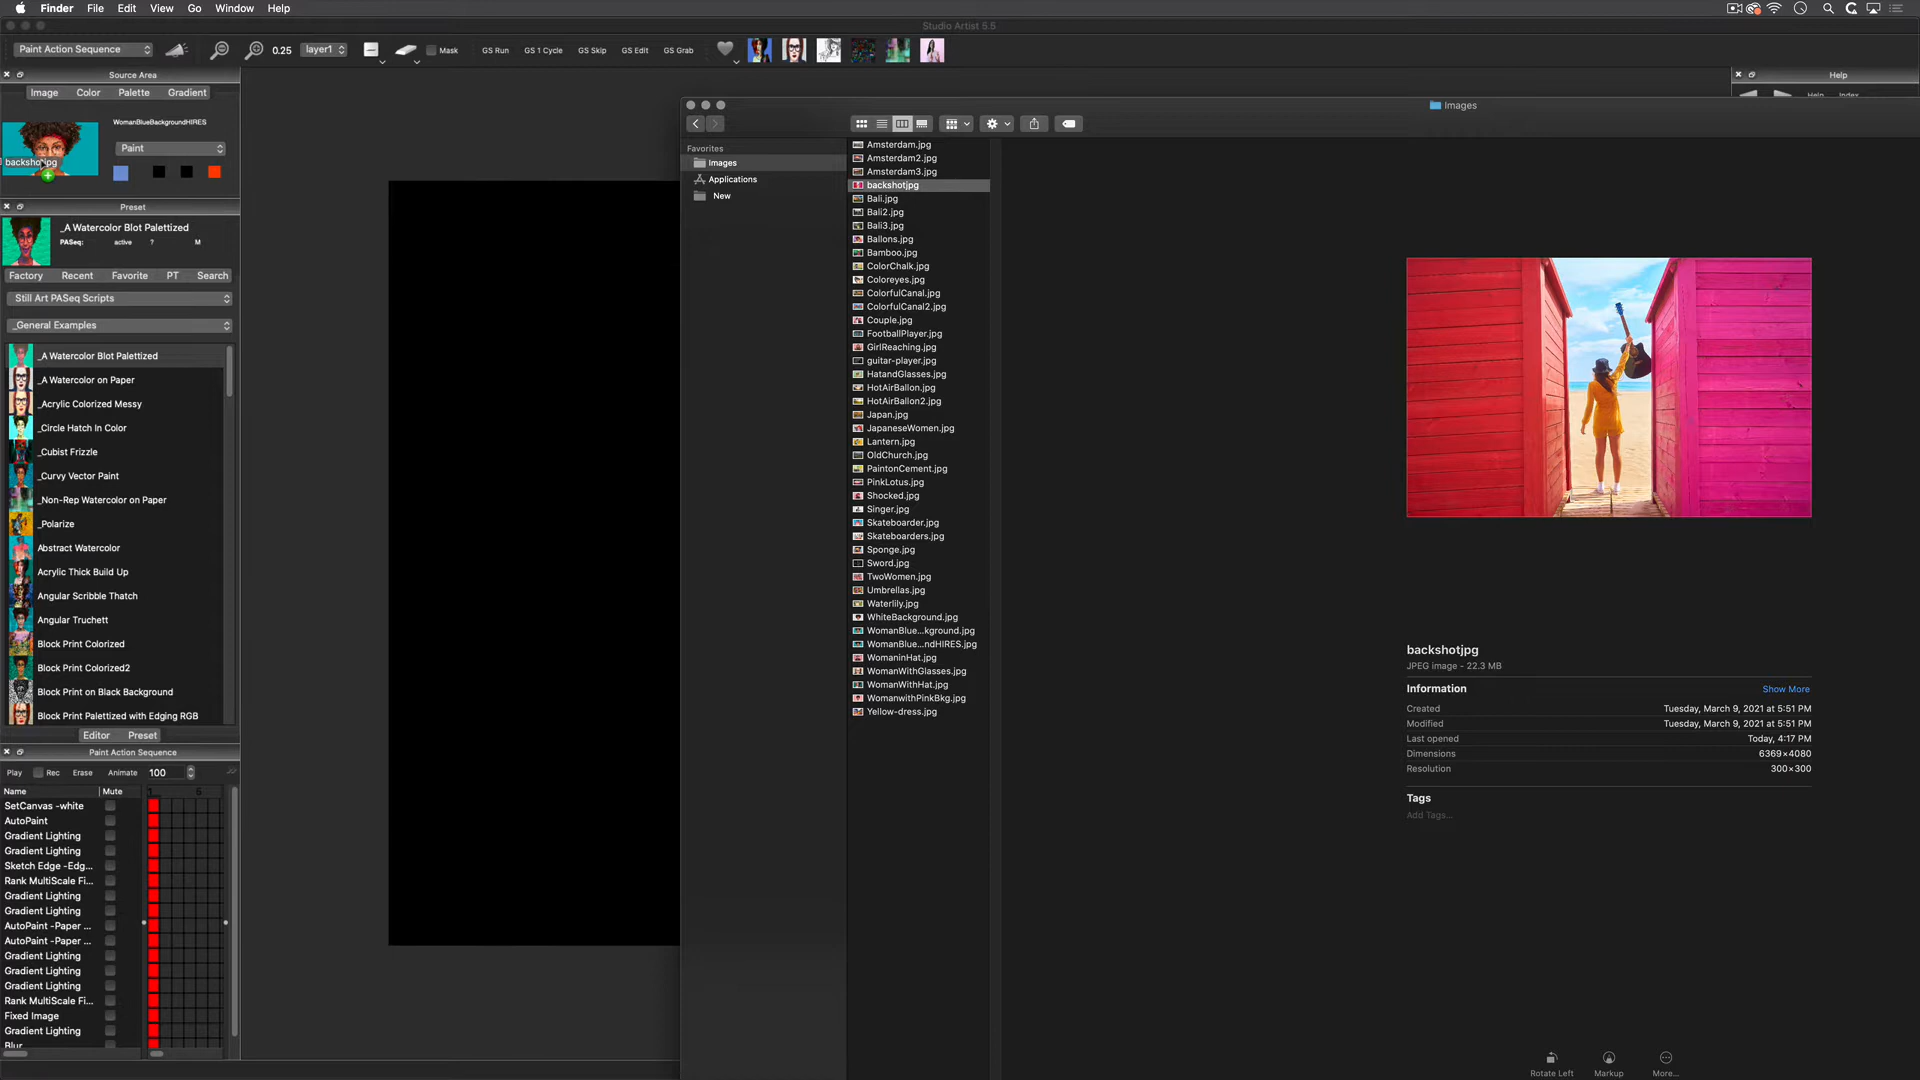 Finder File Edit View Go Window Help
Studio Artist 5.5
Paint Action Sequence 0.25 layer1 Mask GS Run GS 1 Cycle GS Skip GS Edit GS Grab
Source Area
Image Color Palette Gradient
WomanBlueBackgroundHIRES
Paint
backshotjpg
Preset
_A Watercolor Blot Palettized
PASeq: active ? M
Factory Recent Favorite PT Search
Still Art PASeq Scripts
_General Examples
_A Watercolor Blot Palettized
_A Watercolor on Paper
_Acrylic Colorized Messy
_Circle Hatch In Color
_Cubist Frizzle
_Curvy Vector Paint
_Non-Rep Watercolor on Paper
_Polarize
Abstract Watercolor
Acrylic Thick Build Up
Angular Scribble Thatch
Angular Truchett
Block Print Colorized
Block Print Colorized2
Block Print on Black Background
Block Print Palettized with Edging RGB
Editor Preset
Paint Action Sequence
Play Rec Erase Animate 100
Name Mute
SetCanvas -white
AutoPaint
Gradient Lighting
Gradient Lighting
Sketch Edge -Edg...
Rank MultiScale Fi...
Gradient Lighting
Gradient Lighting
AutoPaint -Paper ...
AutoPaint -Paper ...
Gradient Lighting
Gradient Lighting
Gradient Lighting
Rank MultiScale Fi...
Fixed Image
Gradient Lighting
Blur
Help
Help Index
Images
Favorites
Images
Applications
New
Amsterdam.jpg
Amsterdam2.jpg
Amsterdam3.jpg
backshotjpg
Bali.jpg
Bali2.jpg
Bali3.jpg
Ballons.jpg
Bamboo.jpg
ColorChalk.jpg
Coloreyes.jpg
ColorfulCanal.jpg
ColorfulCanal2.jpg
Couple.jpg
FootballPlayer.jpg
GirlReaching.jpg
guitar-player.jpg
HatandGlasses.jpg
HotAirBallon.jpg
HotAirBallon2.jpg
Japan.jpg
JapaneseWomen.jpg
Lantern.jpg
OldChurch.jpg
PaintonCement.jpg
PinkLotus.jpg
Shocked.jpg
Singer.jpg
Skateboarder.jpg
Skateboarders.jpg
Sponge.jpg
Sword.jpg
TwoWomen.jpg
Umbrellas.jpg
Waterlily.jpg
WhiteBackground.jpg
WomanBlue...kground.jpg
WomanBlue...ndHIRES.jpg
WomaninHat.jpg
WomanWithGlasses.jpg
WomanWithHat.jpg
WomanwithPinkBkg.jpg
Yellow-dress.jpg
backshotjpg
JPEG image - 22.3 MB
Information Show More
Created Tuesday, March 9, 2021 at 5:51 PM
Modified Tuesday, March 9, 2021 at 5:51 PM
Last opened Today, 4:17 PM
Dimensions 6369×4080
Resolution 300×300
Tags
Add Tags...
Rotate Left Markup More...